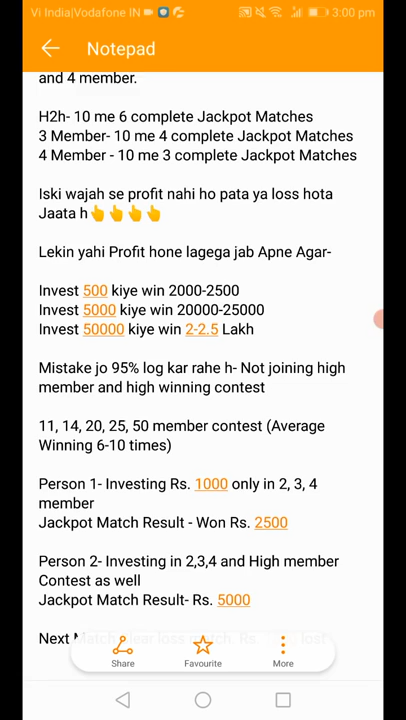 Vi India|Vodafone IN
3:00 pm
Notepad
and 4 member.
H2h- 10 me 6 complete Jackpot Matches
3 Member- 10 me 4 complete Jackpot Matches
4 Member - 10 me 3 complete Jackpot Matches
Iski wajah se profit nahi ho pata ya loss hota
Jaata h👆👆👆👆
Lekin yahi Profit hone lagega jab Apne Agar-
Invest 500 kiye win 2000-2500
Invest 5000 kiye win 20000-25000
Invest 50000 kiye win 2-2.5 Lakh
Mistake jo 95% log kar rahe h- Not joining high
member and high winning contest
11, 14, 20, 25, 50 member contest (Average
Winning 6-10 times)
Person 1- Investing Rs. 1000 only in 2, 3, 4
member
Jackpot Match Result - Won Rs. 2500
Person 2- Investing in 2,3,4 and High member
Contest as well
Jackpot Match Result- Rs. 5000
Next
Share
Favourite
More